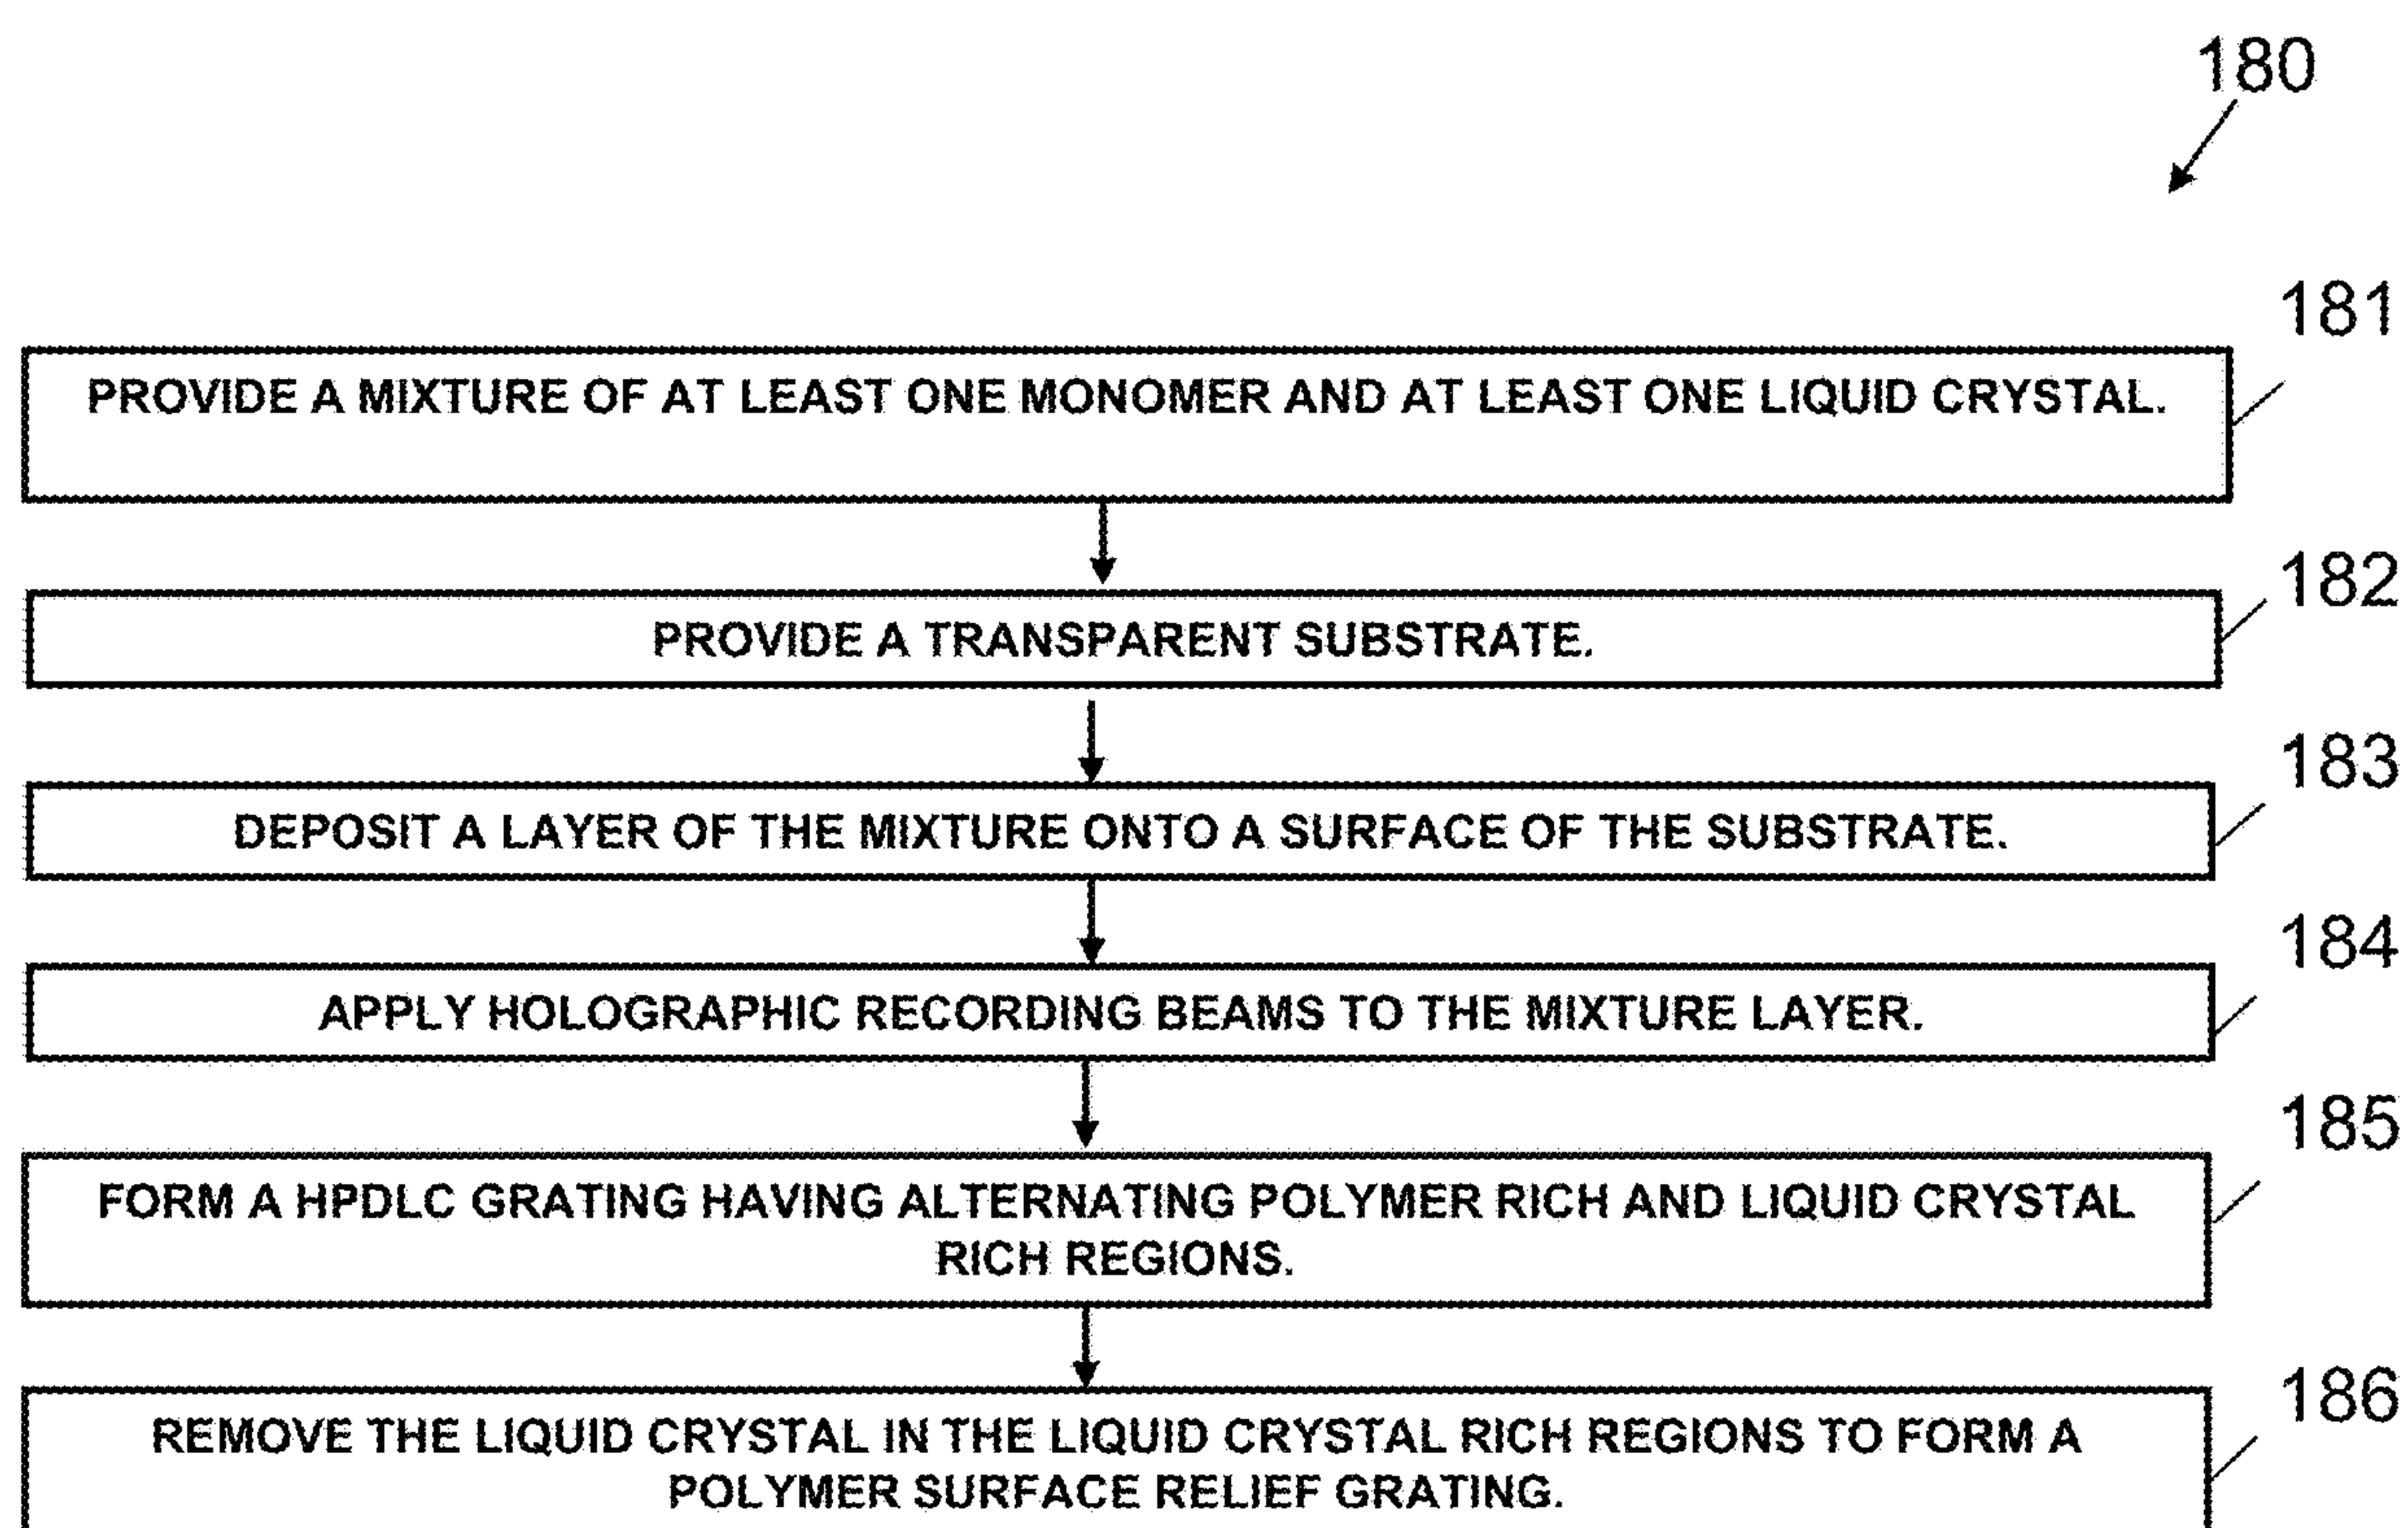 180
181
PROVIDE A MIXTURE OF AT LEAST ONE MONOMER AND AT LEAST ONE LIQUID CRYSTAL.
182
PROVIDE A TRANSPARENT SUBSTRATE.
183
DEPOSIT A LAYER OF THE MIXTURE ONTO A SURFACE OF THE SUBSTRATE.
184
APPLY HOLOGRAPHIC RECORDING BEAMS TO THE MIXTURE LAYER.
185
FORM A HPDLC GRATING HAVING ALTERNATING POLYMER RICH AND LIQUID CRYSTAL
RICH REGIONS.
186
REMOVE THE LIQUID CRYSTAL IN THE LIQUID CRYSTAL RICH REGIONS TO FORM A
POLYMER SURFACE RELIEF GRATING.